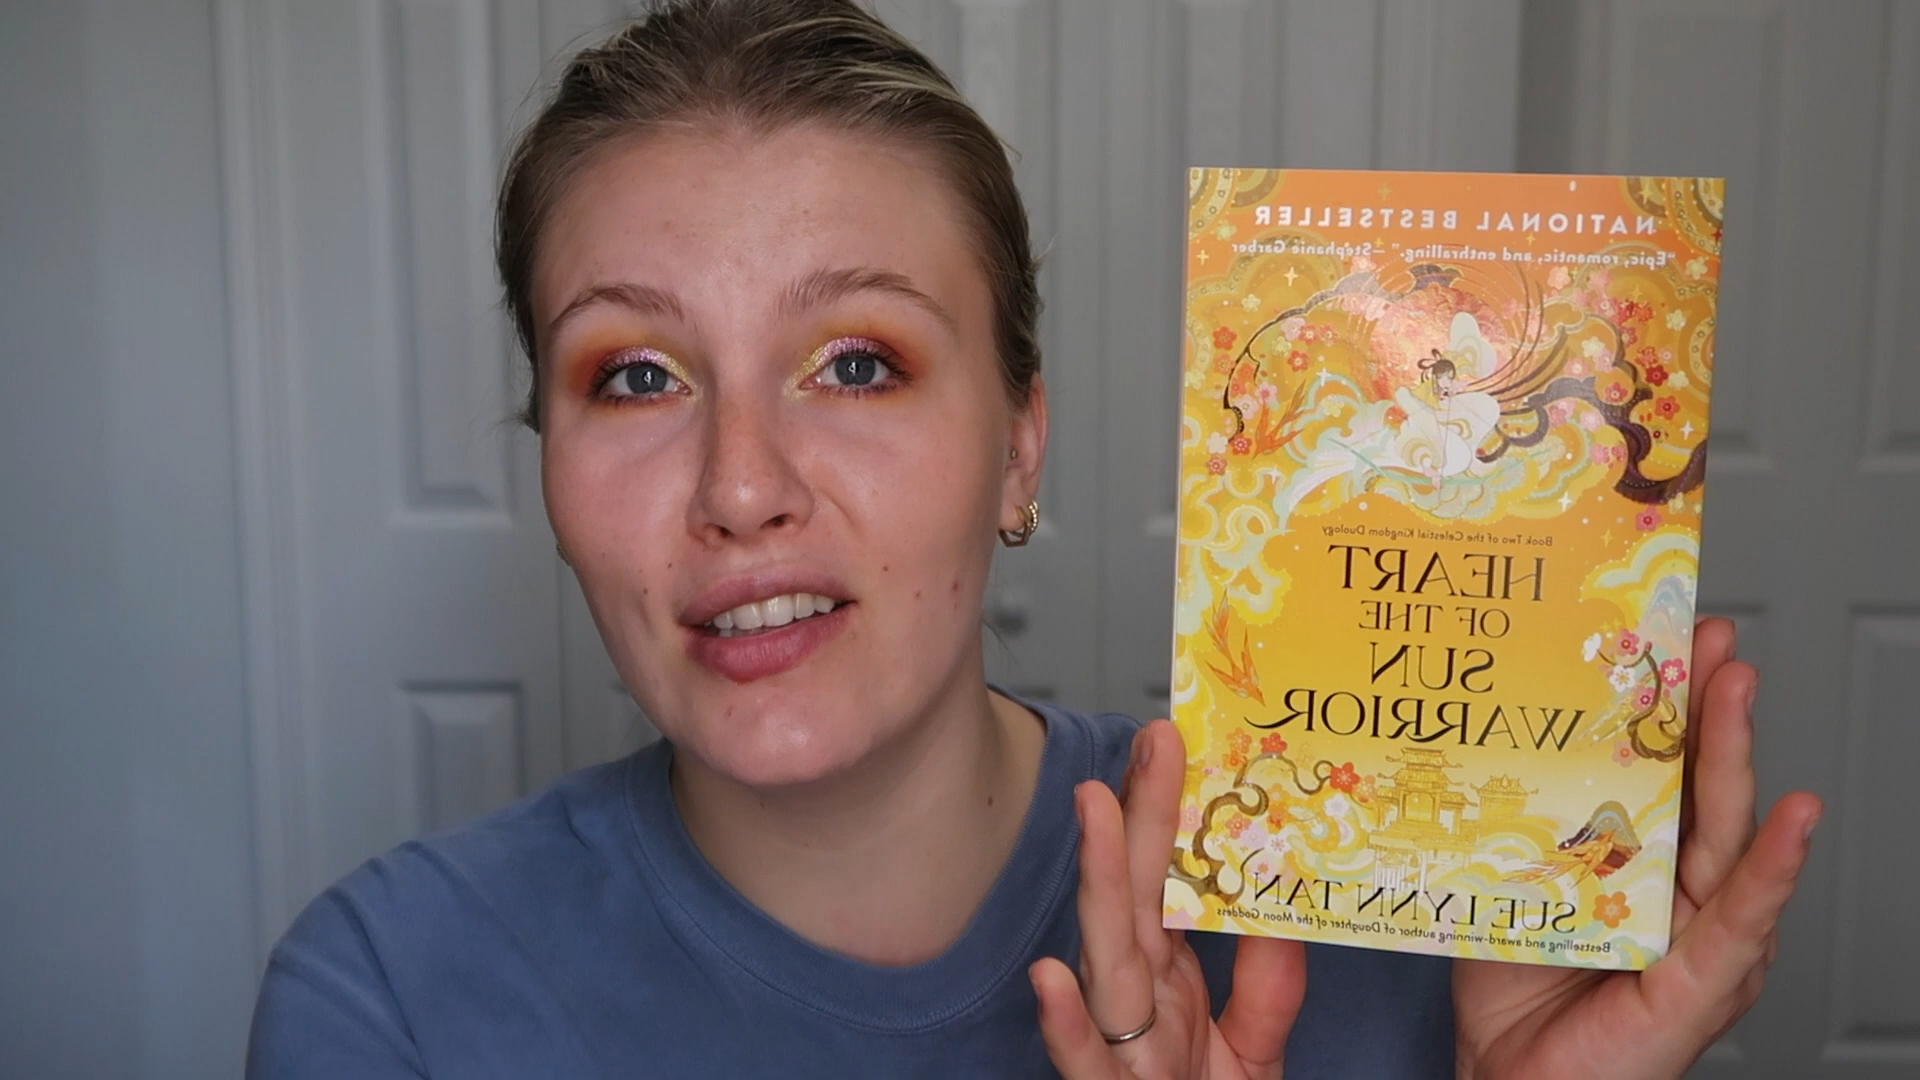 NATIONAL BESTSELLER
"Epic, romantic, and enthralling." —Stephanie Garber
Book Two of the Celestial Kingdom Duology
HEART
OF THE
SUN
WARRIOR
SUE LYNN TAN
Bestselling and award-winning author of Daughter of the Moon Goddess